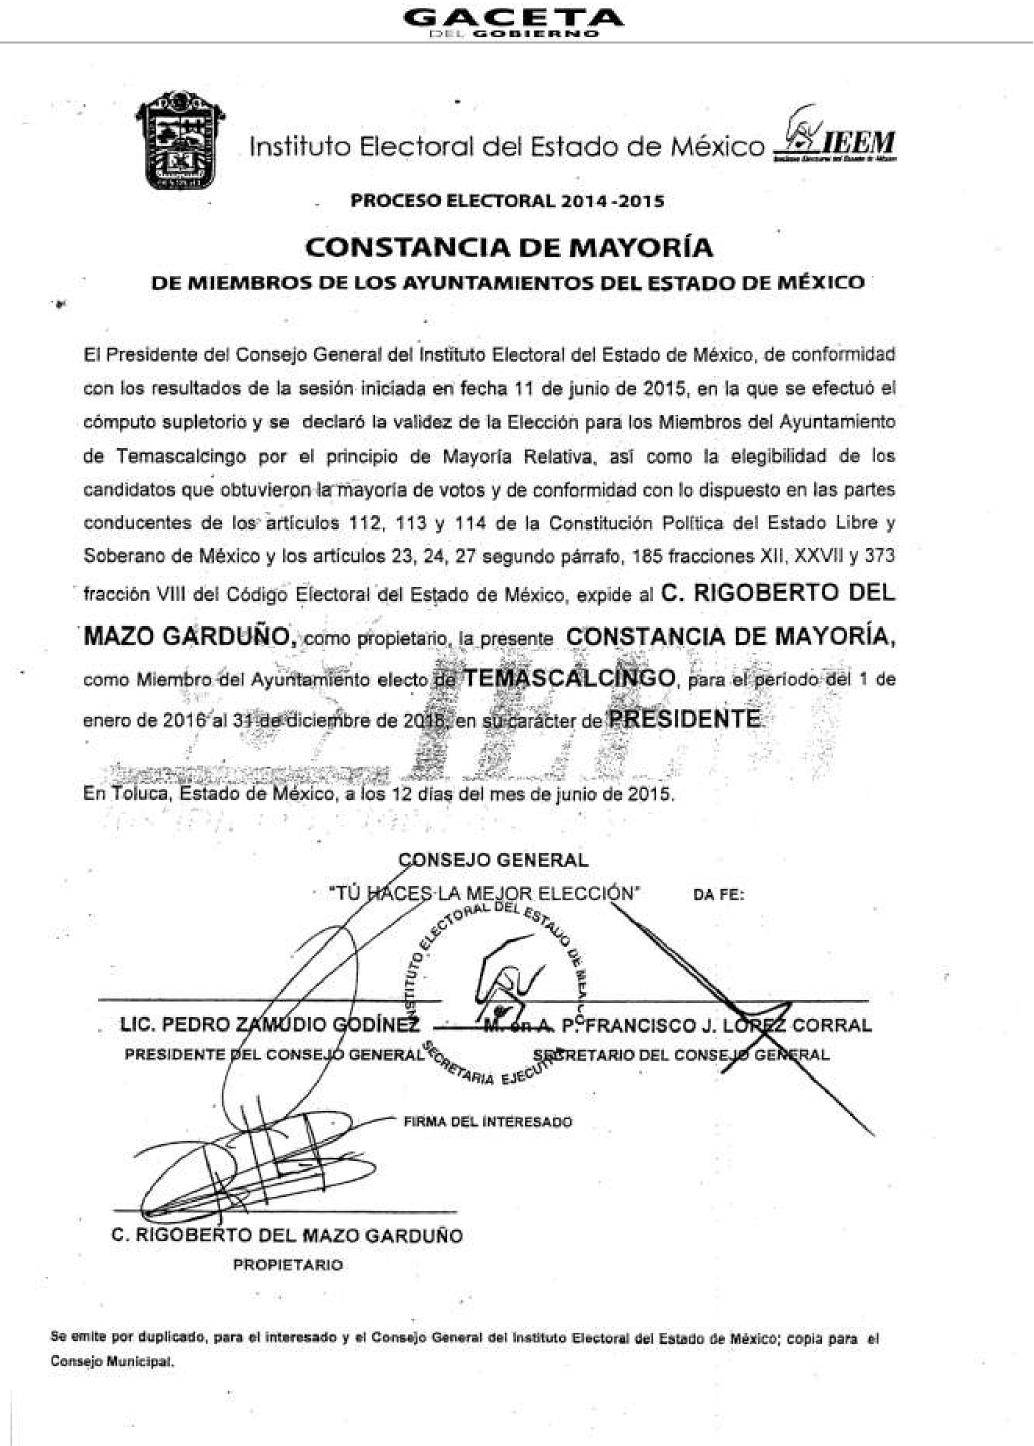 GACETA
DEL GOBIERNO
Instituto Electoral del Estado de México
IEEM
Instituto Electoral del Estado de México
PROCESO ELECTORAL 2014-2015
CONSTANCIA DE MAYORÍA
DE MIEMBROS DE LOS AYUNTAMIENTOS DEL ESTADO DE MÉXICO
El Presidente del Consejo General del Instituto Electoral del Estado de México, de conformidad
con los resultados de la sesión iniciada en fecha 11 de junio de 2015, en la que se efectuó el
cómputo supletorio y se declaró la validez de la Elección para los Miembros del Ayuntamiento
de Temascalcingo por el principio de Mayoría Relativa, así como la elegibilidad de los
candidatos que obtuvieron la mayoría de votos y de conformidad con lo dispuesto en las partes
conducentes de los artículos 112, 113 y 114 de la Constitución Política del Estado Libre y
Soberano de México y los artículos 23, 24, 27 segundo párrafo, 185 fracciones XII, XXVII y 373
fracción VIII del Código Electoral del Estado de México, expide al C. RIGOBERTO DEL
MAZO GARDUÑO, como propietario, la presente CONSTANCIA DE MAYORÍA,
como Miembro del Ayuntamiento electo de TEMASCALCINGO, para el período del 1 de
enero de 2016 al 31 de diciembre de 2018, en su carácter de PRESIDENTE.
En Toluca, Estado de México, a los 12 días del mes de junio de 2015.
CONSEJO GENERAL
"TÚ HACES LA MEJOR ELECCIÓN"
DA FE:
INSTITUTO ELECTORAL DEL ESTADO DE MÉXICO
SECRETARIA EJECUTIVA
LIC. PEDRO ZAMUDIO GODÍNEZ
M. en A. P. FRANCISCO J. LÓPEZ CORRAL
PRESIDENTE DEL CONSEJO GENERAL
SECRETARIO DEL CONSEJO GENERAL
FIRMA DEL INTERESADO
C. RIGOBERTO DEL MAZO GARDUÑO
PROPIETARIO
Se emite por duplicado, para el interesado y el Consejo General del Instituto Electoral del Estado de México; copia para el
Consejo Municipal.